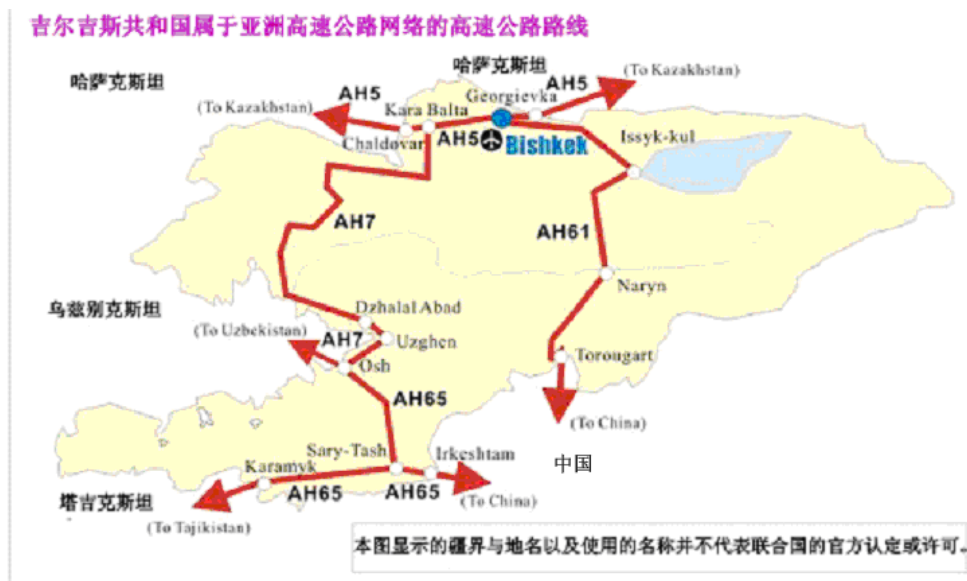 吉尔吉斯共和国属于亚洲高速公路网络的高速公路路线
哈萨克斯坦
哈萨克斯坦
(To Kazakhstan)
AH5
AH5
(To Kazakhstan)
Georgievka
Kara Balta
Chaldovar
AH5
Bishkek
Issyk-kul
AH7
AH61
Naryn
乌兹别克斯坦
Dzhalal Abad
(To Uzbekistan)
AH7
Uzghen
Torougart
Osh
AH65
(To China)
Sary-Tash
Irkeshtam
中国
Karamyk
AH65
AH65
塔吉克斯坦
(To China)
(To Tajikistan)
本图显示的疆界与地名以及使用的名称并不代表联合国的官方认定或许可。